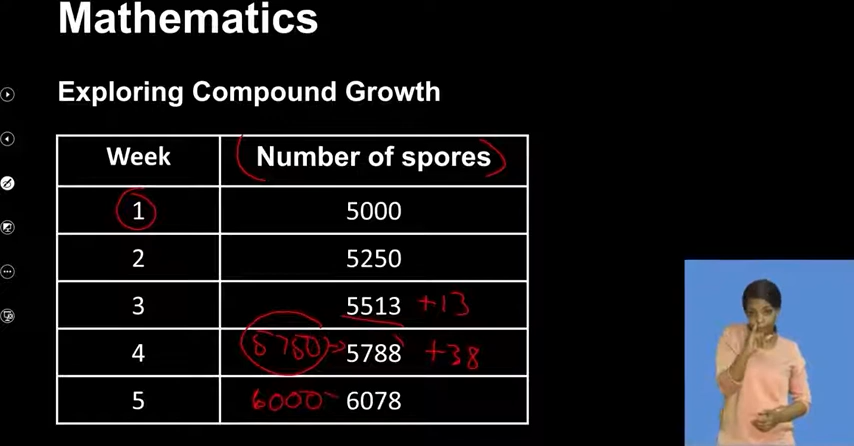 Mathematics
Exploring Compound Growth
Week Number of spores
1 5000
2 5250
3 5513 +13
4 5750 → 5788 +38
5 6000 6078